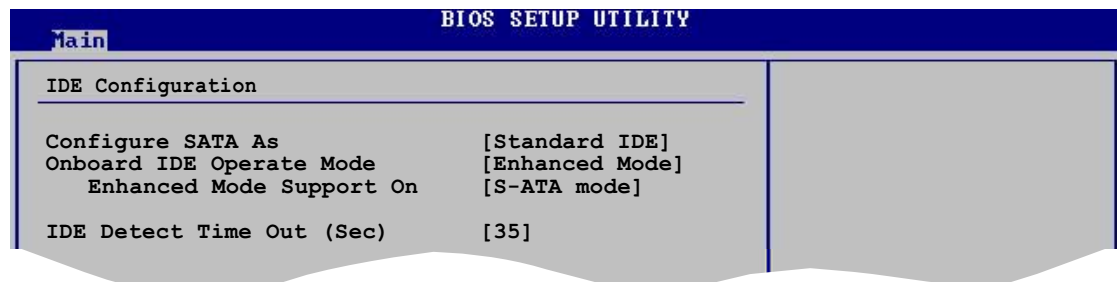 BIOS SETUP UTILITY
Main
IDE Configuration
Configure SATA As [Standard IDE]
Onboard IDE Operate Mode [Enhanced Mode]
Enhanced Mode Support On [S-ATA mode]
IDE Detect Time Out (Sec) [35]